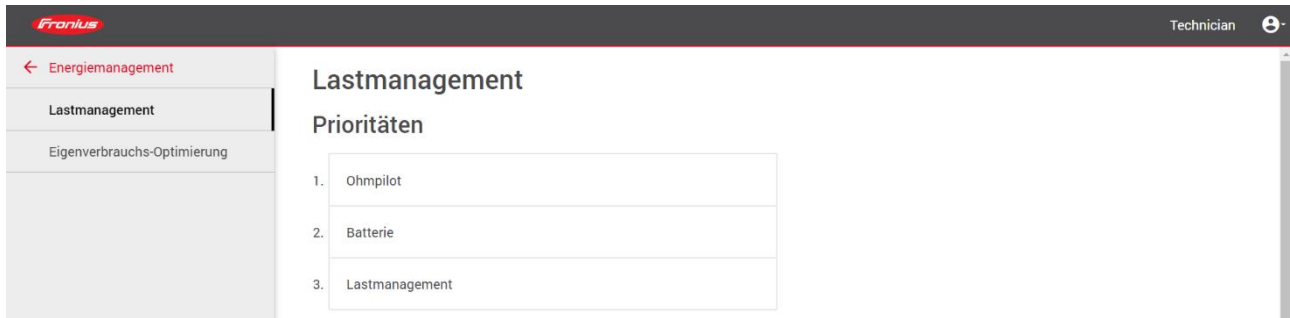 Fronius
Technician
← Energiemanagement
Lastmanagement
Eigenverbrauchs-Optimierung
Lastmanagement
Prioritäten
1. Ohmpilot
2. Batterie
3. Lastmanagement